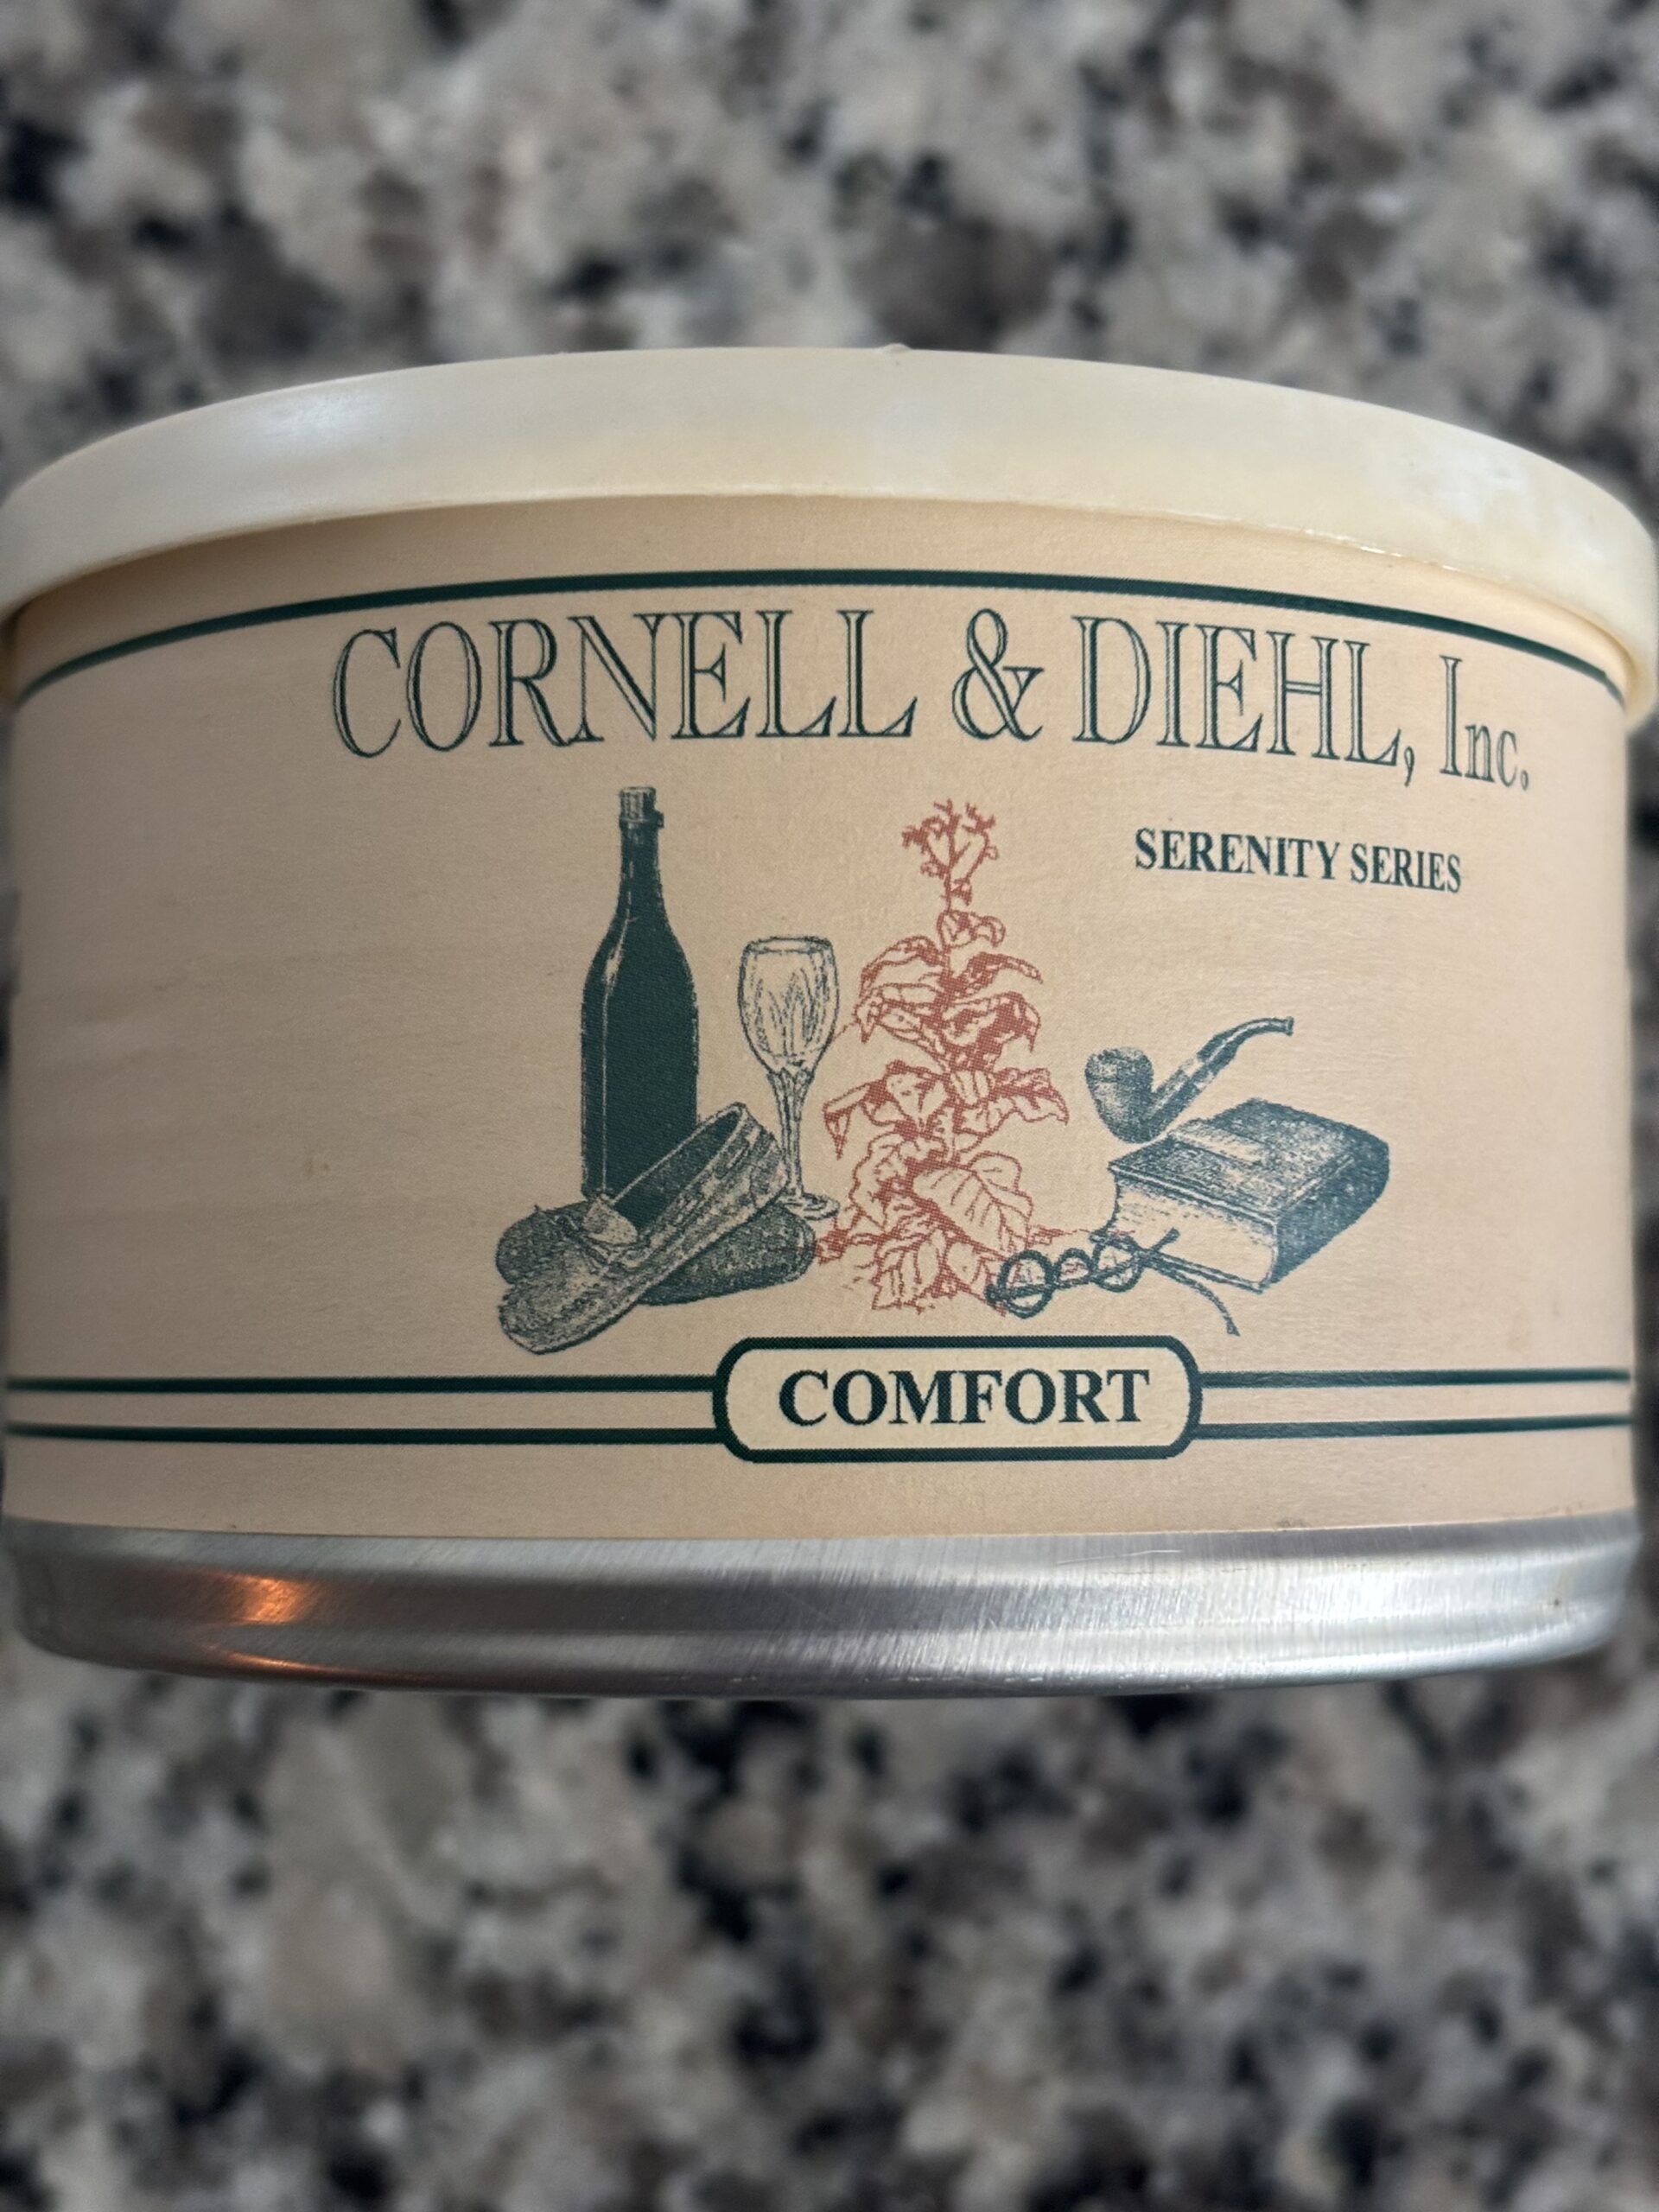 CORNELL & DIEHL, Inc.
SERENITY SERIES
COMFORT